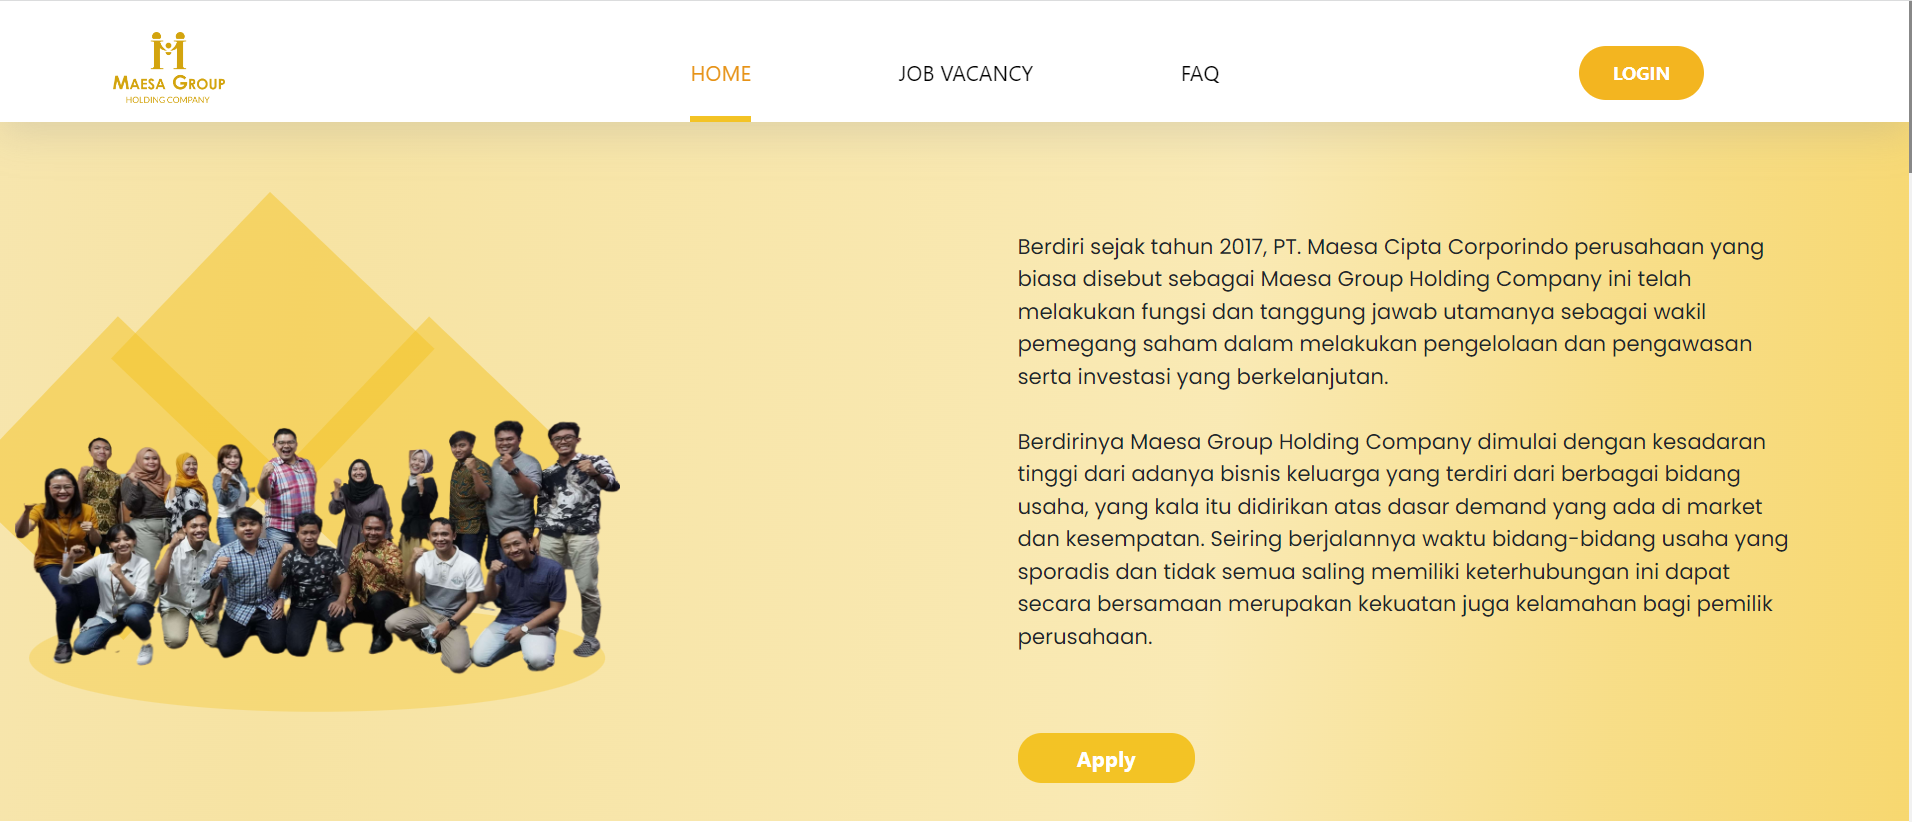 MAESA GROUP
HOLDING COMPANY
HOME
JOB VACANCY
FAQ
LOGIN
Berdiri sejak tahun 2017, PT. Maesa Cipta Corporindo perusahaan yang
biasa disebut sebagai Maesa Group Holding Company ini telah
melakukan fungsi dan tanggung jawab utamanya sebagai wakil
pemegang saham dalam melakukan pengelolaan dan pengawasan
serta investasi yang berkelanjutan.
Berdirinya Maesa Group Holding Company dimulai dengan kesadaran
tinggi dari adanya bisnis keluarga yang terdiri dari berbagai bidang
usaha, yang kala itu didirikan atas dasar demand yang ada di market
dan kesempatan. Seiring berjalannya waktu bidang-bidang usaha yang
sporadis dan tidak semua saling memiliki keterhubungan ini dapat
secara bersamaan merupakan kekuatan juga kelamahan bagi pemilik
perusahaan.
Apply